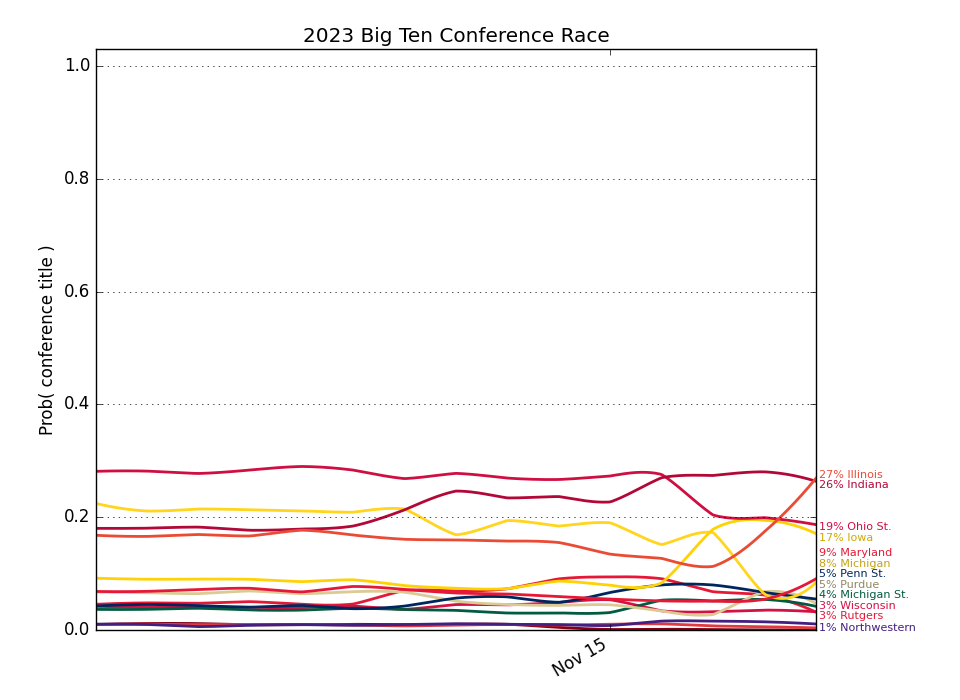 2023 Big Ten Conference Race
Prob( conference title )
1.0
0.8
0.6
0.4
0.2
0.0
Nov 15
27% Illinois
26% Indiana
19% Ohio St.
17% Iowa
9% Maryland
8% Michigan
5% Penn St.
5% Purdue
4% Michigan St.
3% Wisconsin
3% Rutgers
1% Northwestern